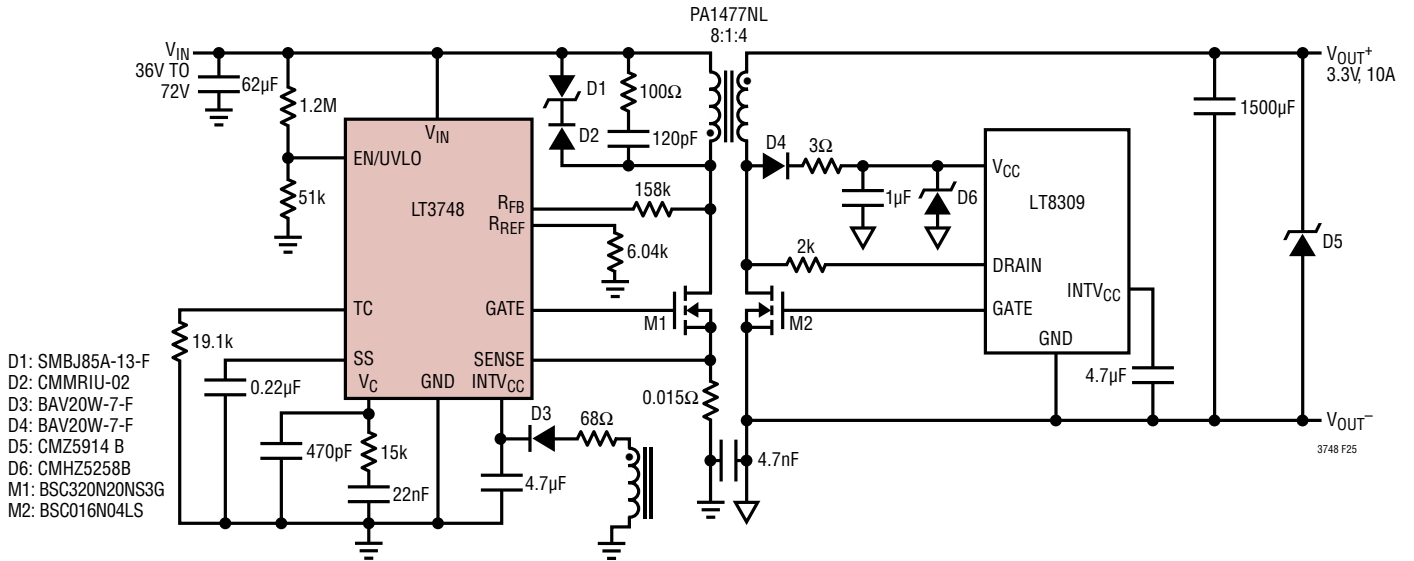 PA1477NL
8:1:4
VIN
36V TO
72V
62µF
1.2M
51k
VIN
EN/UVLO
LT3748
RFB
RREF
TC
GATE
SS
SENSE
VC
GND
INTVCC
D1
D2
100Ω
120pF
158k
6.04k
M1
0.015Ω
19.1k
0.22µF
470pF
15k
22nF
D3
68Ω
4.7µF
4.7nF
D4
3Ω
1µF
D6
2k
M2
VCC
LT8309
DRAIN
INTVCC
GATE
GND
4.7µF
1500µF
D5
VOUT+
3.3V, 10A
VOUT−
D1: SMBJ85A-13-F
D2: CMMRIU-02
D3: BAV20W-7-F
D4: BAV20W-7-F
D5: CMZ5914 B
D6: CMHZ5258B
M1: BSC320N20NS3G
M2: BSC016N04LS
3748 F25